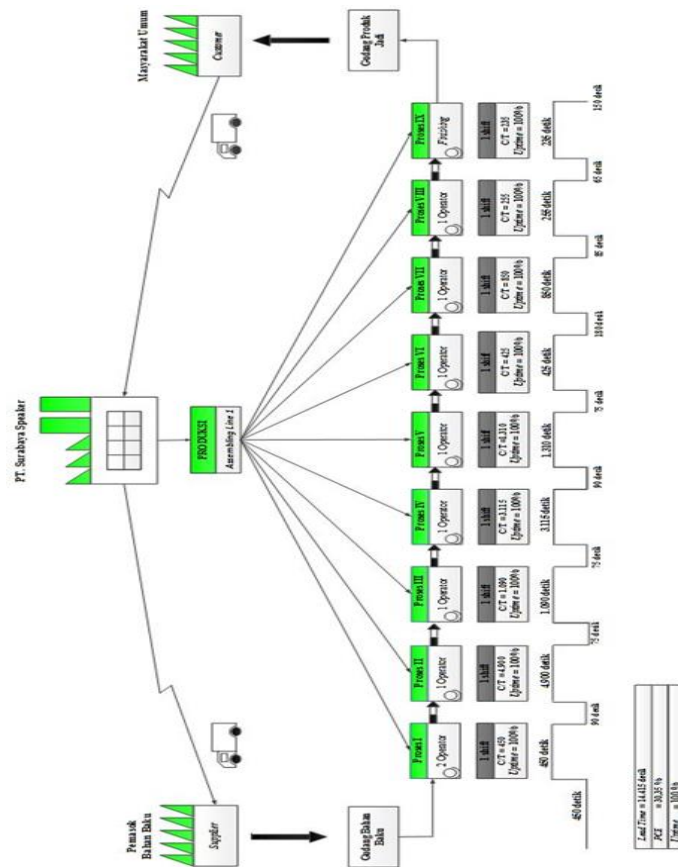 PT. Surabaya Speaker
Pemasok
Bahan Baku
Supplier
Masyarakat Umum
Customer
PRODUKSI
Assembling Line 1
Gudang Bahan
Baku
Gudang Produk
Jadi
Proses I
2 Operator
Proses II
1 Operator
Proses III
1 Operator
Proses IV
1 Operator
Proses V
1 Operator
Proses VI
1 Operator
Proses VII
1 Operator
Proses VIII
1 Operator
Proses IX
Finishing
1 shift
C/T = 450
Uptime = 100%
1 shift
C/T = 4.900
Uptime = 100%
1 shift
C/T = 1.090
Uptime = 100%
1 shift
C/T = 3.115
Uptime = 100%
1 shift
C/T = 1.310
Uptime = 100%
1 shift
C/T = 425
Uptime = 100%
1 shift
C/T = 850
Uptime = 100%
1 shift
C/T = 255
Uptime = 100%
1 shift
C/T = 235
Uptime = 100%
450 detik
450 detik
90 detik
4.900 detik
75 detik
1.090 detik
75 detik
3.115 detik
90 detik
1.310 detik
75 detik
425 detik
180 detik
850 detik
85 detik
detik
65 detik
detik
150 detik
Lead Time = 14.415 detik
PCE = 30,35 %
Uptime = 100 %